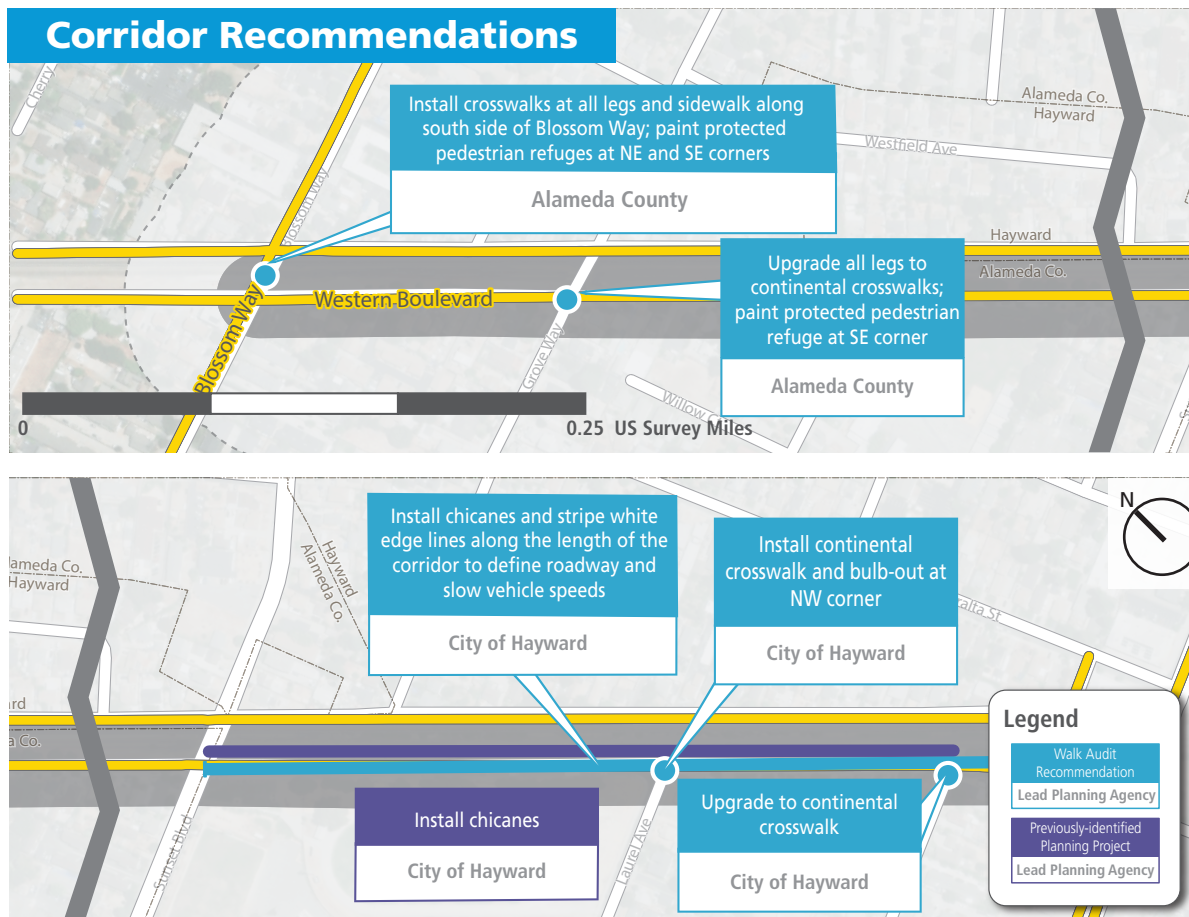 Corridor Recommendations
Cherry
Install crosswalks at all legs and sidewalk along
south side of Blossom Way; paint protected
pedestrian refuges at NE and SE corners
Alameda County
Alameda Co.
Hayward
Westfield Ave
Blossom Way
Hayward
Alameda Co.
Upgrade all legs to
continental crosswalks;
paint protected pedestrian
refuge at SE corner
Alameda County
Western Boulevard
Blossom Way
Grove Way
Willow
0
0.25 US Survey Miles
Install chicanes and stripe white
edge lines along the length of the
corridor to define roadway and
slow vehicle speeds
City of Hayward
Install continental
crosswalk and bulb-out at
NW corner
City of Hayward
N
lameda Co.
Hayward
Hayward
Alameda Co.
zalta St
ard
a Co.
Install chicanes
City of Hayward
Upgrade to continental
crosswalk
City of Hayward
Sunset Blvd
Laurel Ave
Legend
Walk Audit
Recommendation
Lead Planning Agency
Previously-identified
Planning Project
Lead Planning Agency